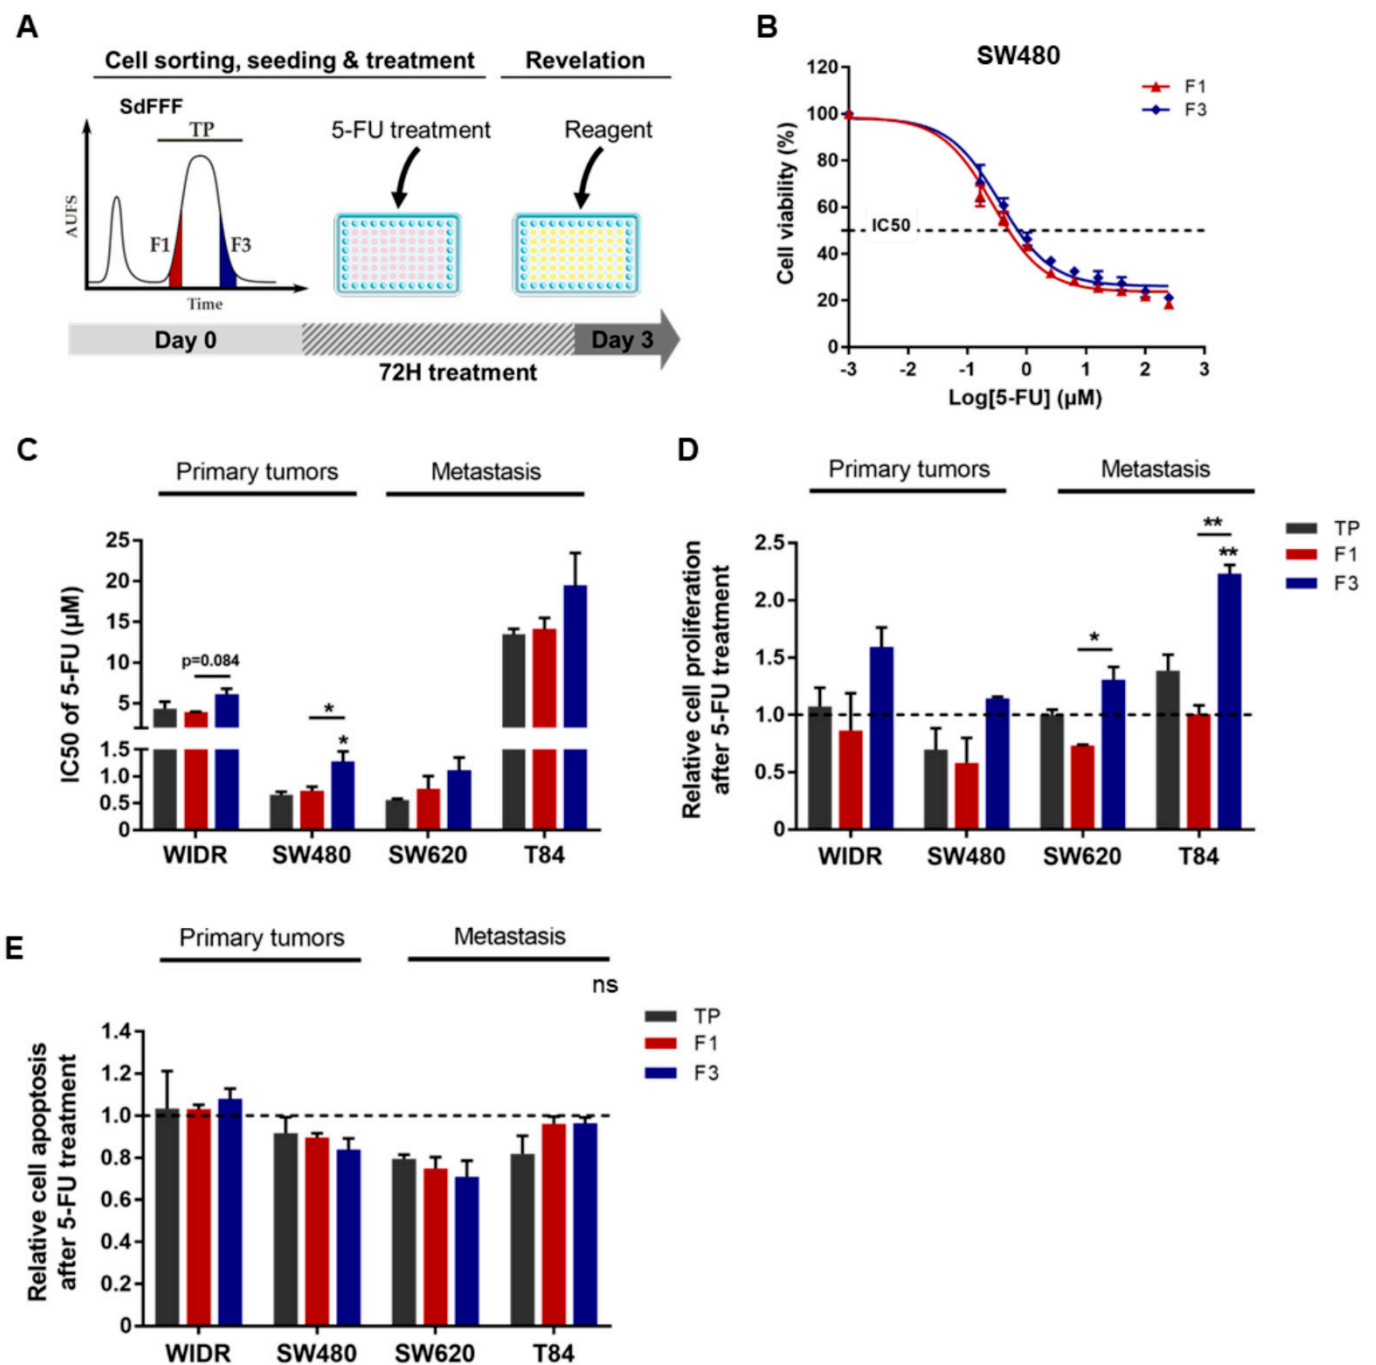 A
Cell sorting, seeding & treatment
Revelation
SdFFF
TP
AUFS
F1
F3
Time
5-FU treatment
Reagent
Day 0
Day 3
72H treatment
B
SW480
F1
F3
Cell viability (%)
120
100
80
60
40
20
0
IC50
-3 -2 -1 0 1 2 3
Log[5-FU] (µM)
C
Primary tumors
Metastasis
IC50 of 5-FU (µM)
25
20
15
10
5
1.5
1.0
0.5
0
p=0.084
*
*
WIDR SW480 SW620 T84
D
Primary tumors
Metastasis
TP
F1
F3
Relative cell proliferation
after 5-FU treatment
2.5
2.0
1.5
1.0
0.5
0
*
**
**
WIDR SW480 SW620 T84
E
Primary tumors
Metastasis
ns
TP
F1
F3
Relative cell apoptosis
after 5-FU treatment
1.4
1.2
1.0
0.8
0.6
0.4
0.2
0
WIDR SW480 SW620 T84